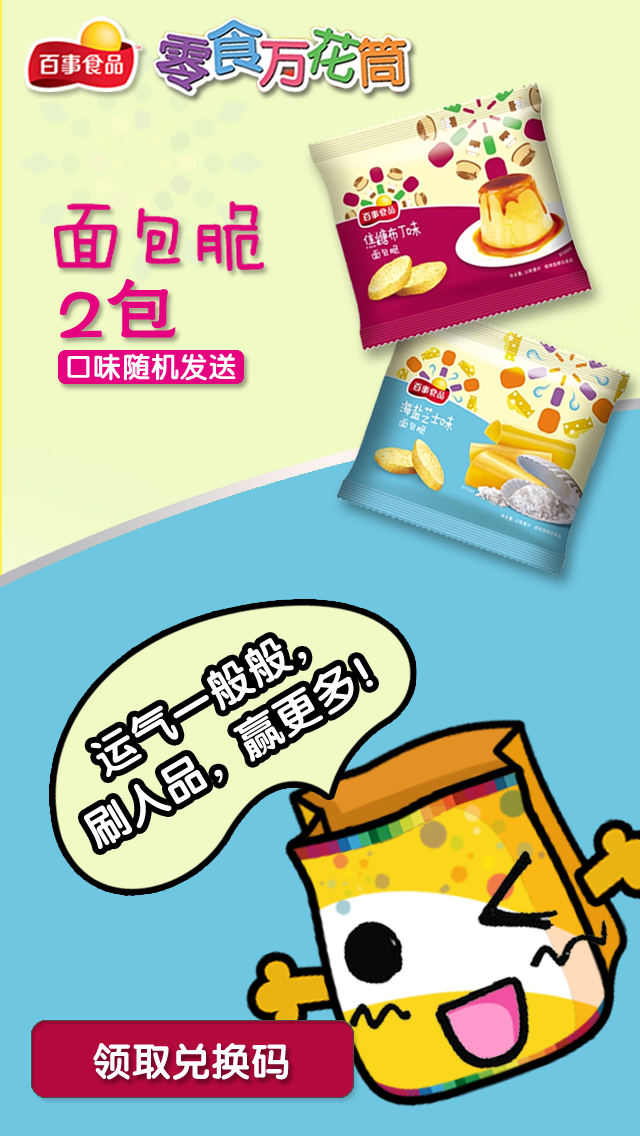 百事食品
零食万花筒
面包脆
2包
口味随机发送
百事食品
焦糖布丁味
面包脆
百事食品
海盐芝士味
面包脆
运气一般般，
刷人品，赢更多！
领取兑换码